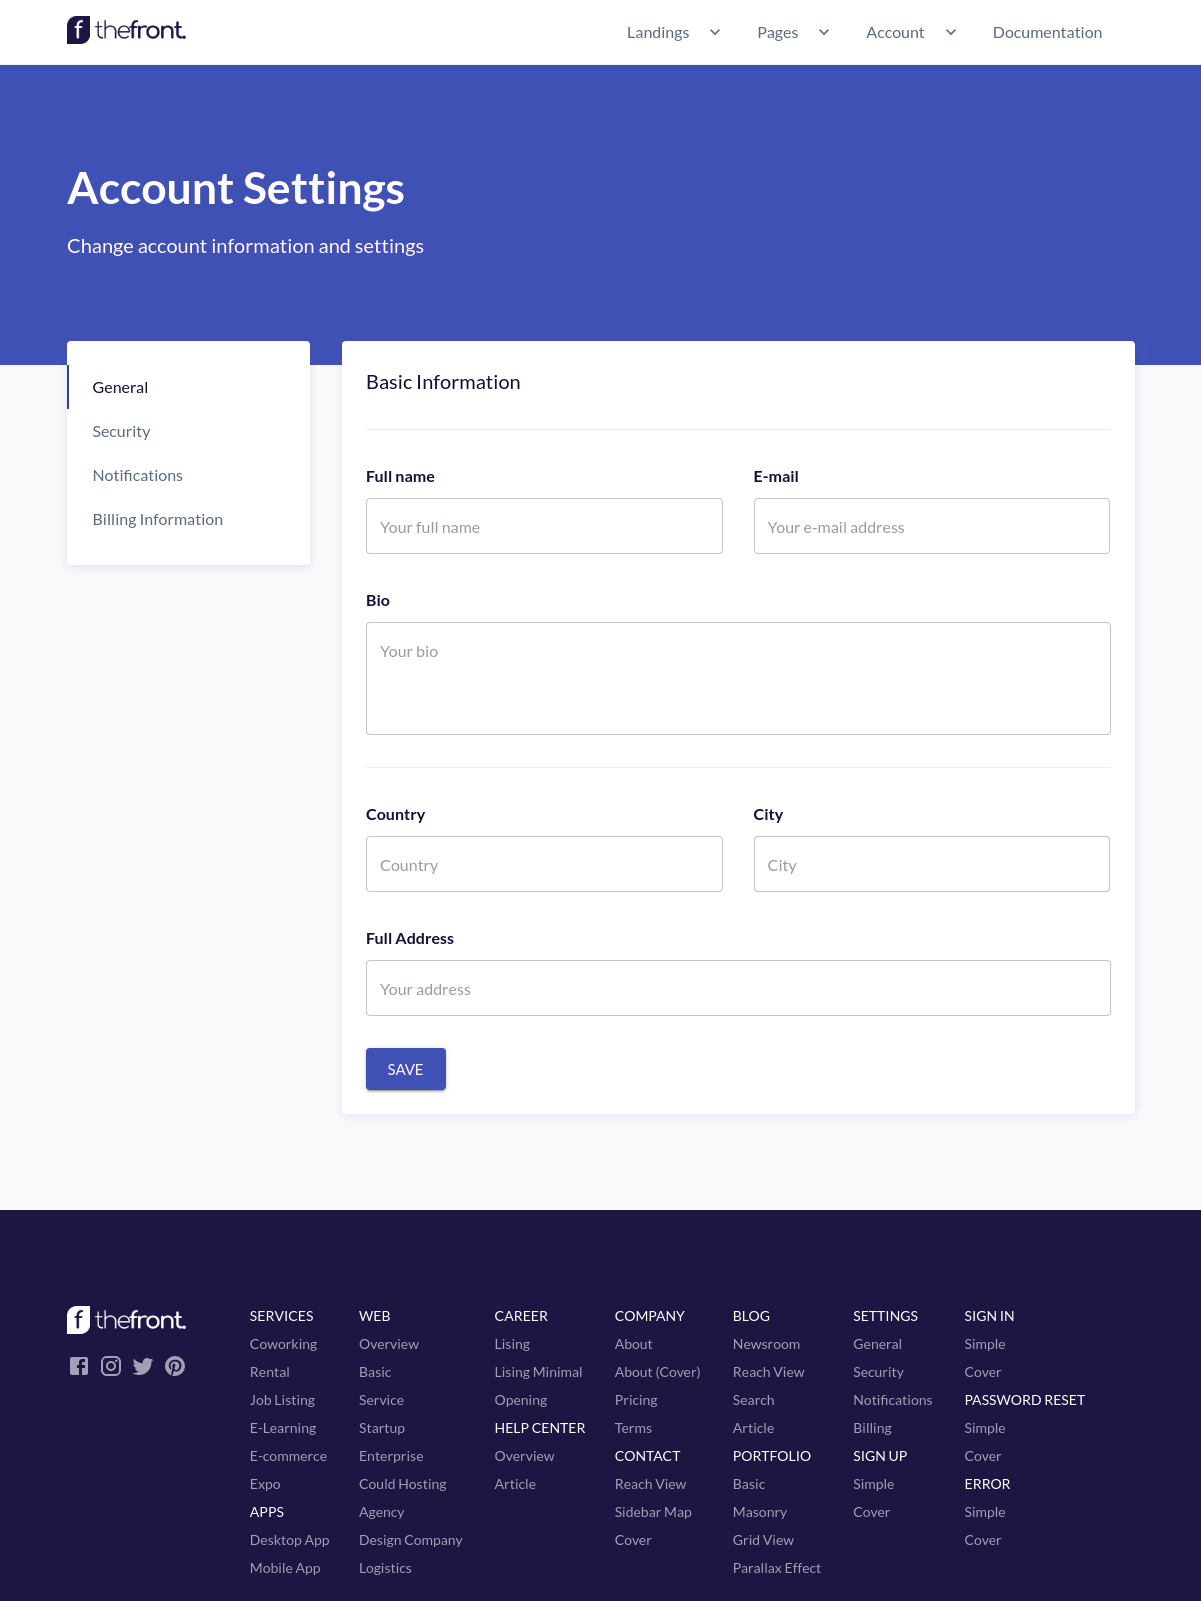 f thefront.
Landings Pages Account Documentation
Account Settings
Change account information and settings
General
Security
Notifications
Billing Information
Basic Information
Full name E-mail
Your full name Your e-mail address
Bio
Your bio
Country City
Country City
Full Address
Your address
SAVE
f thefront.
SERVICES
Coworking
Rental
Job Listing
E-Learning
E-commerce
Expo
APPS
Desktop App
Mobile App
WEB
Overview
Basic
Service
Startup
Enterprise
Could Hosting
Agency
Design Company
Logistics
CAREER
Lising
Lising Minimal
Opening
HELP CENTER
Overview
Article
COMPANY
About
About (Cover)
Pricing
Terms
CONTACT
Reach View
Sidebar Map
Cover
BLOG
Newsroom
Reach View
Search
Article
PORTFOLIO
Basic
Masonry
Grid View
Parallax Effect
SETTINGS
General
Security
Notifications
Billing
SIGN UP
Simple
Cover
SIGN IN
Simple
Cover
PASSWORD RESET
Simple
Cover
ERROR
Simple
Cover